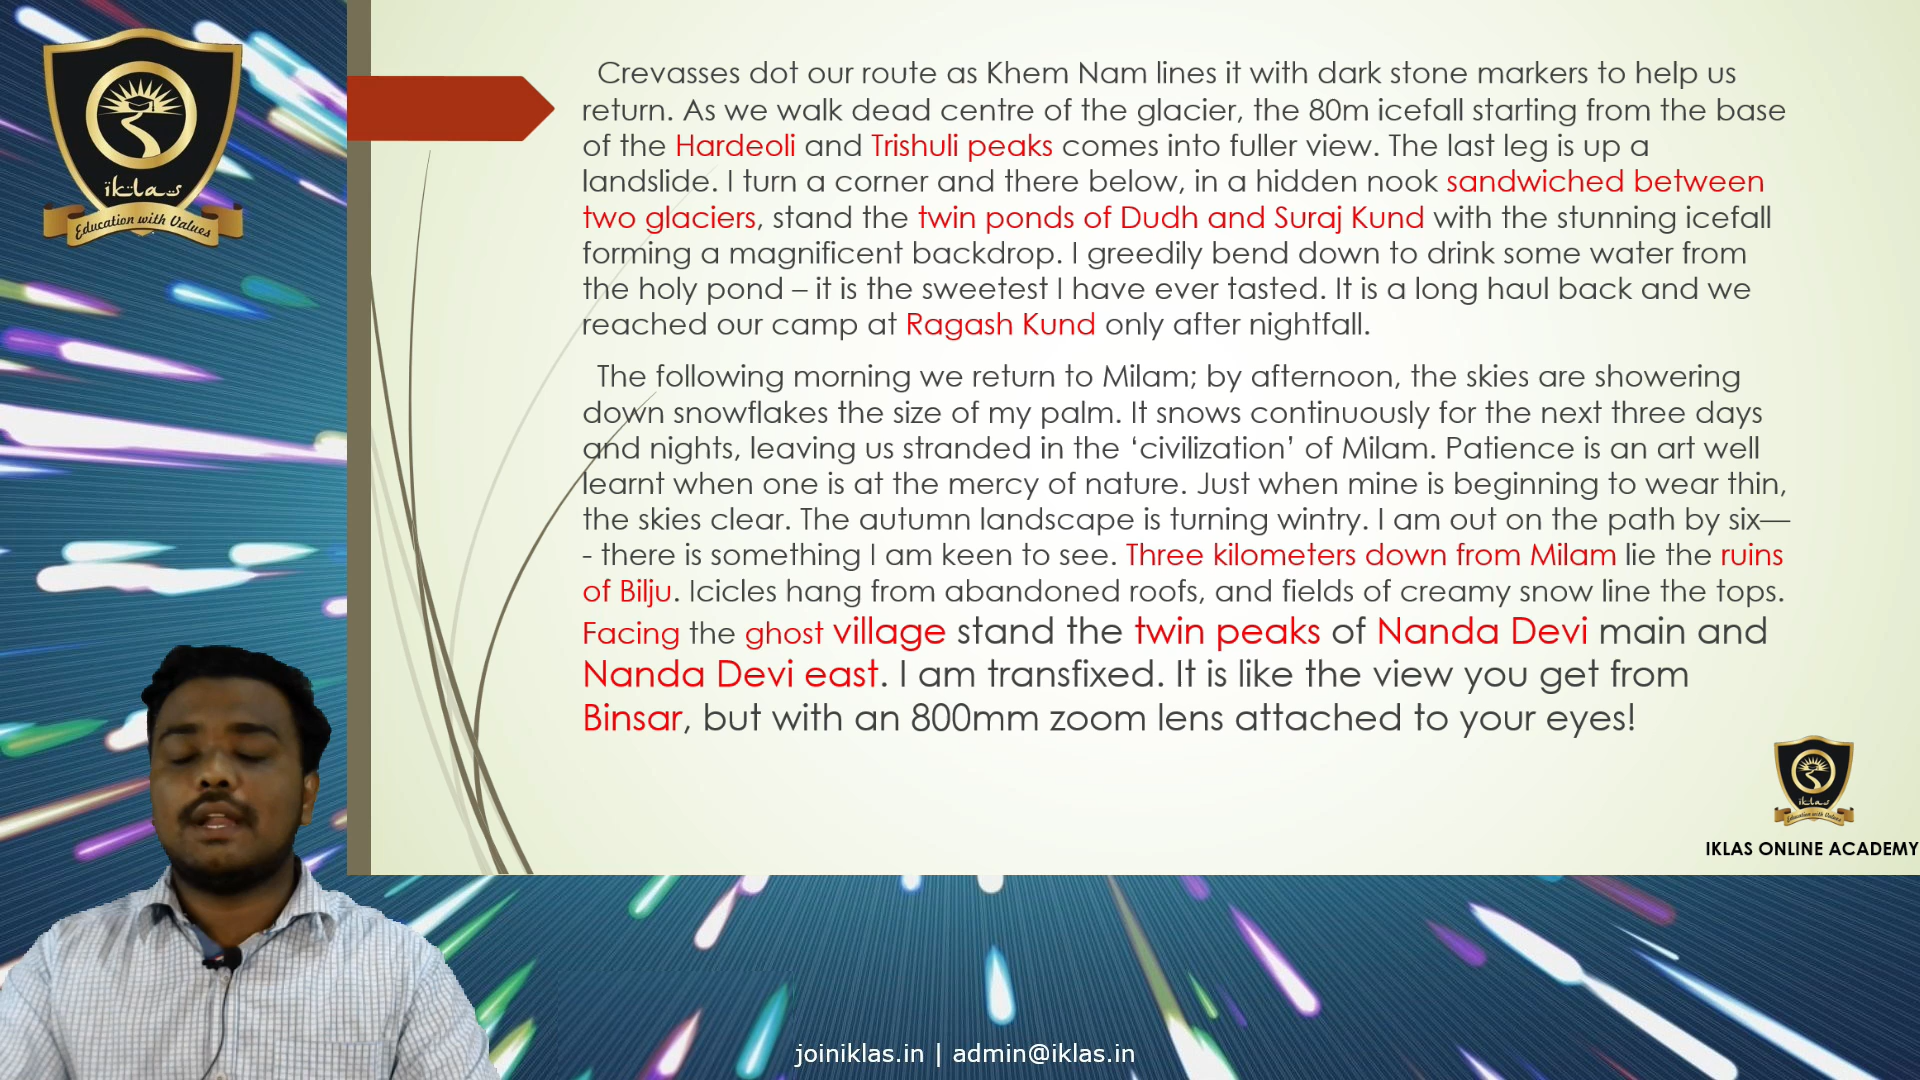 iklas
Education with Values
Crevasses dot our route as Khem Nam lines it with dark stone markers to help us
return. As we walk dead centre of the glacier, the 80m icefall starting from the base
of the Hardeoli and Trishuli peaks comes into fuller view. The last leg is up a
landslide. I turn a corner and there below, in a hidden nook sandwiched between
two glaciers, stand the twin ponds of Dudh and Suraj Kund with the stunning icefall
forming a magnificent backdrop. I greedily bend down to drink some water from
the holy pond – it is the sweetest I have ever tasted. It is a long haul back and we
reached our camp at Ragash Kund only after nightfall.
The following morning we return to Milam; by afternoon, the skies are showering
down snowflakes the size of my palm. It snows continuously for the next three days
and nights, leaving us stranded in the ‘civilization’ of Milam. Patience is an art well
learnt when one is at the mercy of nature. Just when mine is beginning to wear thin,
the skies clear. The autumn landscape is turning wintry. I am out on the path by six—
- there is something I am keen to see. Three kilometers down from Milam lie the ruins
of Bilju. Icicles hang from abandoned roofs, and fields of creamy snow line the tops.
Facing the ghost village stand the twin peaks of Nanda Devi main and
Nanda Devi east. I am transfixed. It is like the view you get from
Binsar, but with an 800mm zoom lens attached to your eyes!
iklas
Education with Values
IKLAS ONLINE ACADEMY
joiniklas.in | admin@iklas.in